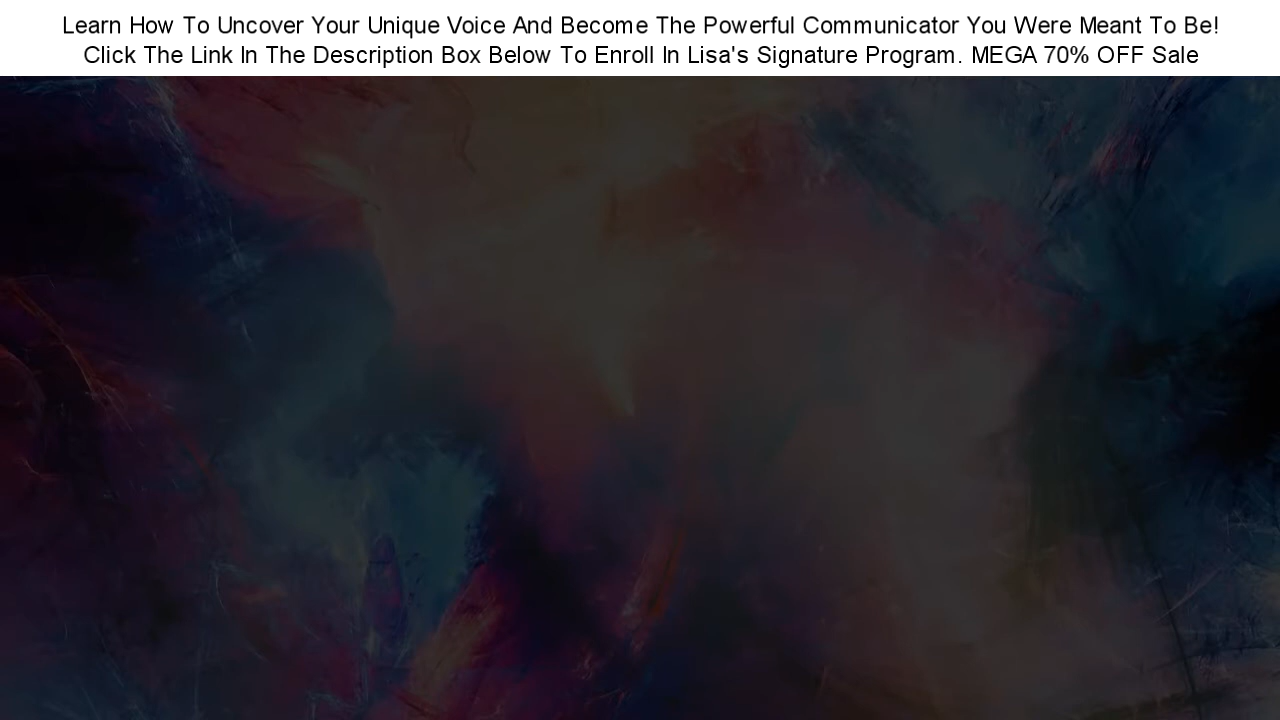 Learn How To Uncover Your Unique Voice And Become The Powerful Communicator You Were Meant To Be!
Click The Link In The Description Box Below To Enroll In Lisa's Signature Program. MEGA 70% OFF Sale